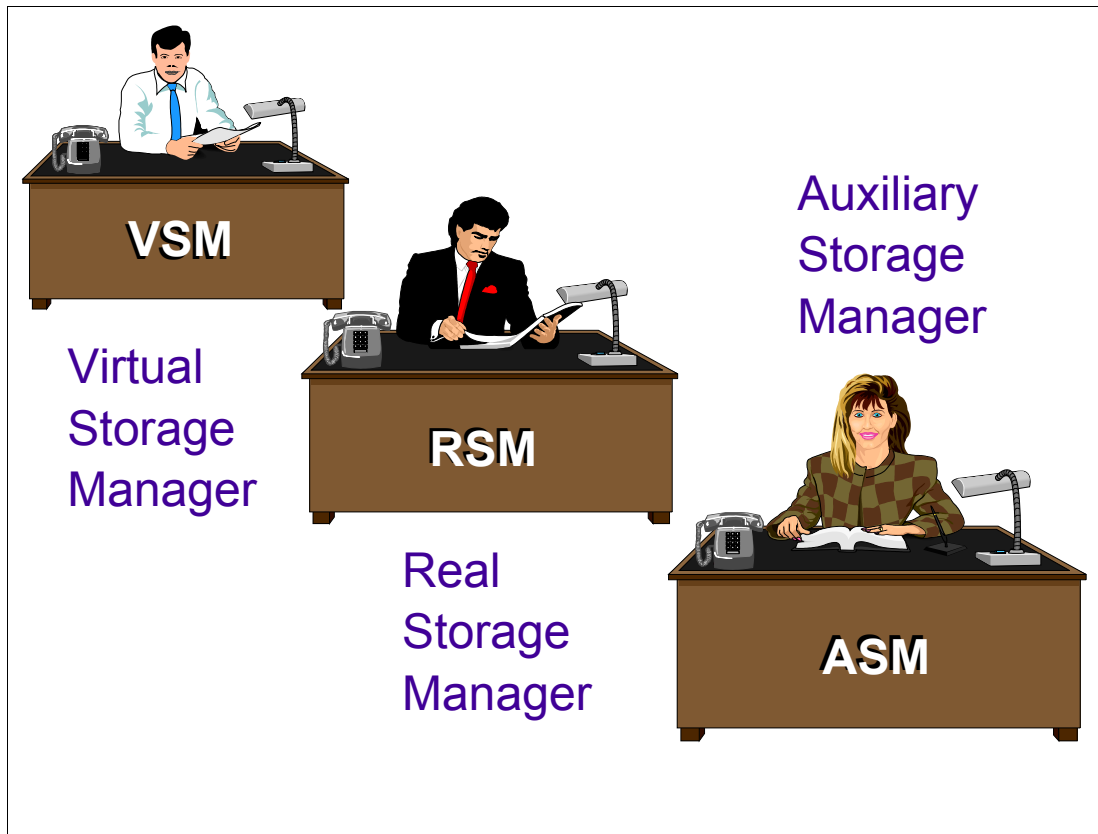 VSM
Virtual
Storage
Manager
RSM
Real
Storage
Manager
Auxiliary
Storage
Manager
ASM